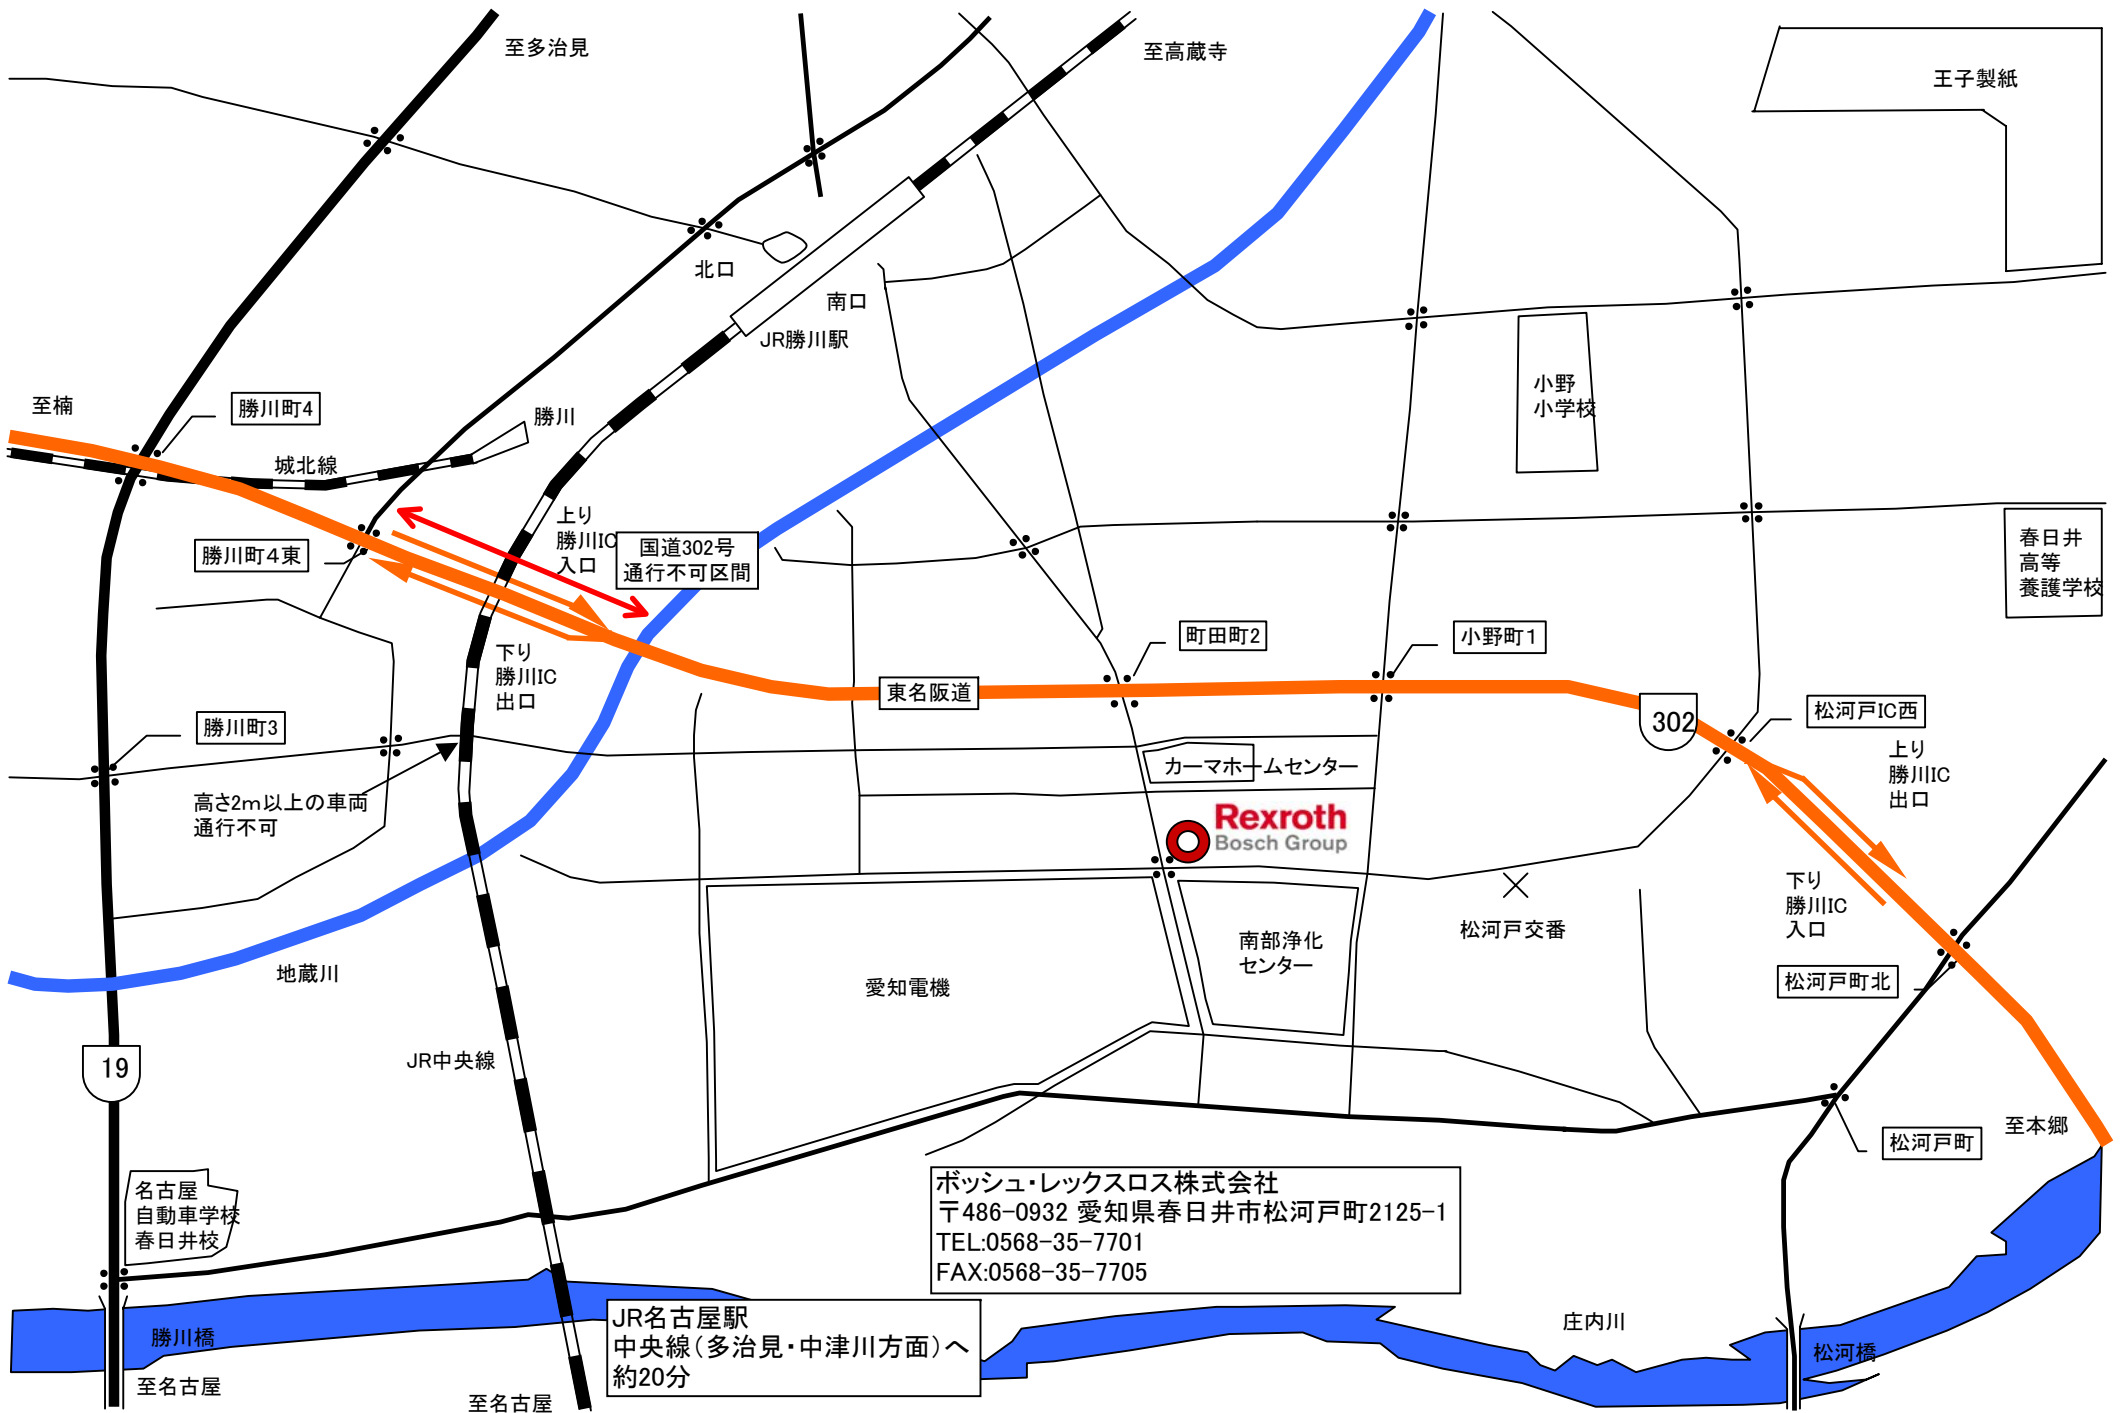 至多治見
至高蔵寺
王子製紙
北口
南口
JR勝川駅
小野
小学校
至楠
勝川町4
勝川
城北線
上り
勝川IC
入口
国道302号
通行不可区間
勝川町4東
春日井
高等
養護学校
下り
勝川IC
出口
町田町2
小野町1
東名阪道
302
松河戸IC西
勝川町3
上り
勝川IC
出口
カーマホームセンター
高さ2m以上の車両
通行不可
Rexroth
Bosch Group
下り
勝川IC
入口
松河戸交番
南部浄化
センター
地蔵川
愛知電機
松河戸町北
JR中央線
19
至本郷
松河戸町
名古屋
自動車学校
春日井校
ボッシュ・レックスロス株式会社
〒486-0932 愛知県春日井市松河戸町2125-1
TEL:0568-35-7701
FAX:0568-35-7705
JR名古屋駅
中央線(多治見・中津川方面)へ
約20分
庄内川
勝川橋
松河橋
至名古屋
至名古屋